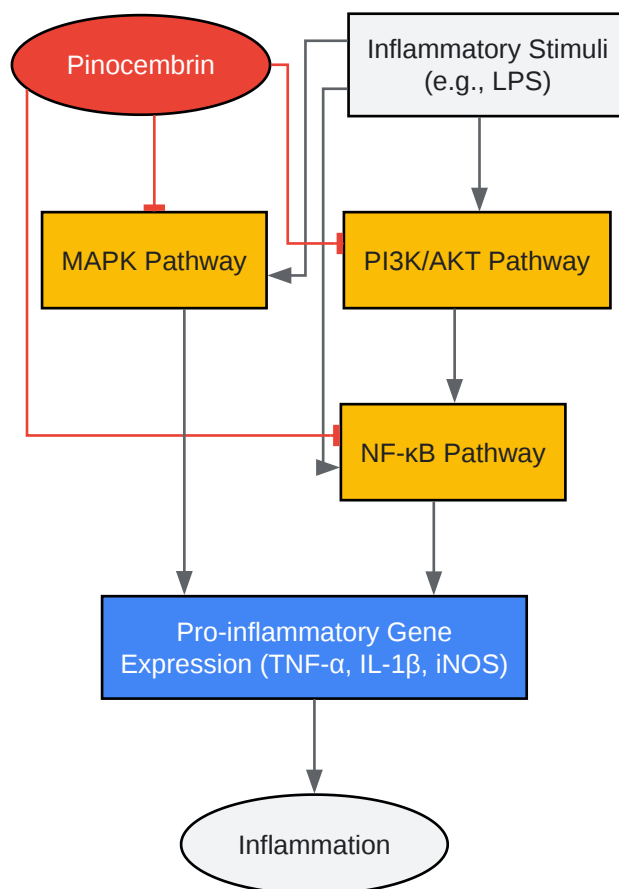 Pinocembrin
Inflammatory Stimuli
(e.g., LPS)
MAPK Pathway
PI3K/AKT Pathway
NF-κB Pathway
Pro-inflammatory Gene
Expression (TNF-α, IL-1β, iNOS)
Inflammation